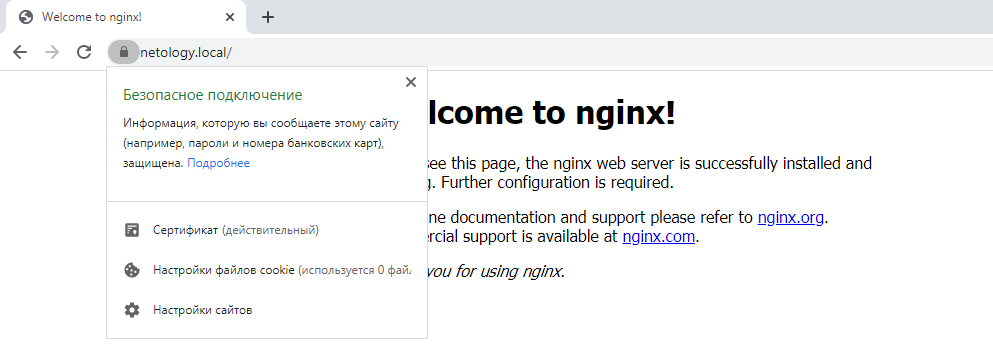 Welcome to nginx!
netology.local/
Безопасное подключение
Информация, которую вы сообщаете этому сайту
(например, пароли и номера банковских карт),
защищена. Подробнее
Сертификат (действительный)
Настройки файлов cookie (используется 0 фай
Настройки сайтов
lcome to nginx!
see this page, the nginx web server is successfully installed and
g. Further configuration is required.
ne documentation and support please refer to nginx.org.
ercial support is available at nginx.com.
you for using nginx.